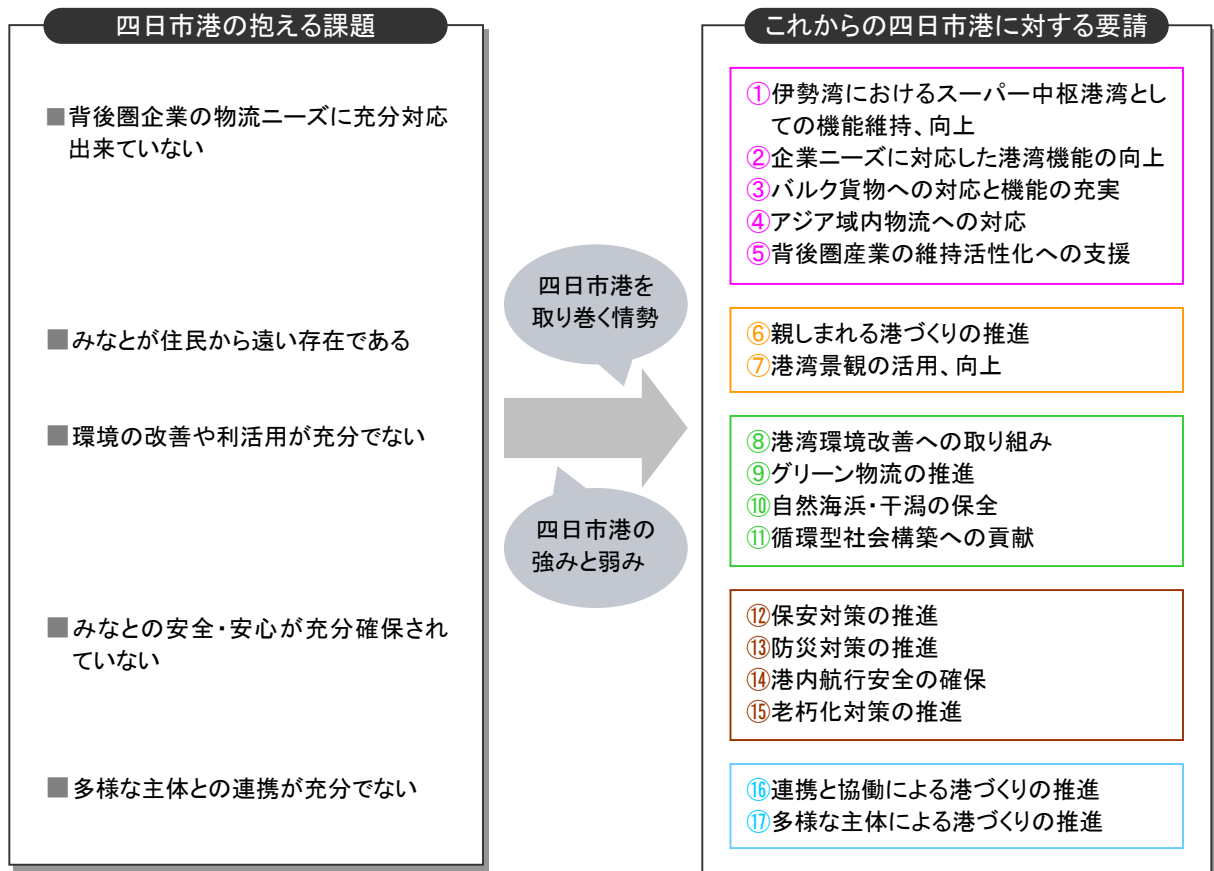 四日市港の抱える課題
■背後圏企業の物流ニーズに充分対応
出来ていない
■みなとが住民から遠い存在である
■環境の改善や利活用が充分でない
■みなとの安全・安心が充分確保され
ていない
■多様な主体との連携が充分でない
四日市港を
取り巻く情勢
四日市港の
強みと弱み
これからの四日市港に対する要請
①伊勢湾におけるスーパー中枢港湾とし
ての機能維持、向上
②企業ニーズに対応した港湾機能の向上
③バルク貨物への対応と機能の充実
④アジア域内物流への対応
⑤背後圏産業の維持活性化への支援
⑥親しまれる港づくりの推進
⑦港湾景観の活用、向上
⑧港湾環境改善への取り組み
⑨グリーン物流の推進
⑩自然海浜・干潟の保全
⑪循環型社会構築への貢献
⑫保安対策の推進
⑬防災対策の推進
⑭港内航行安全の確保
⑮老朽化対策の推進
⑯連携と協働による港づくりの推進
⑰多様な主体による港づくりの推進